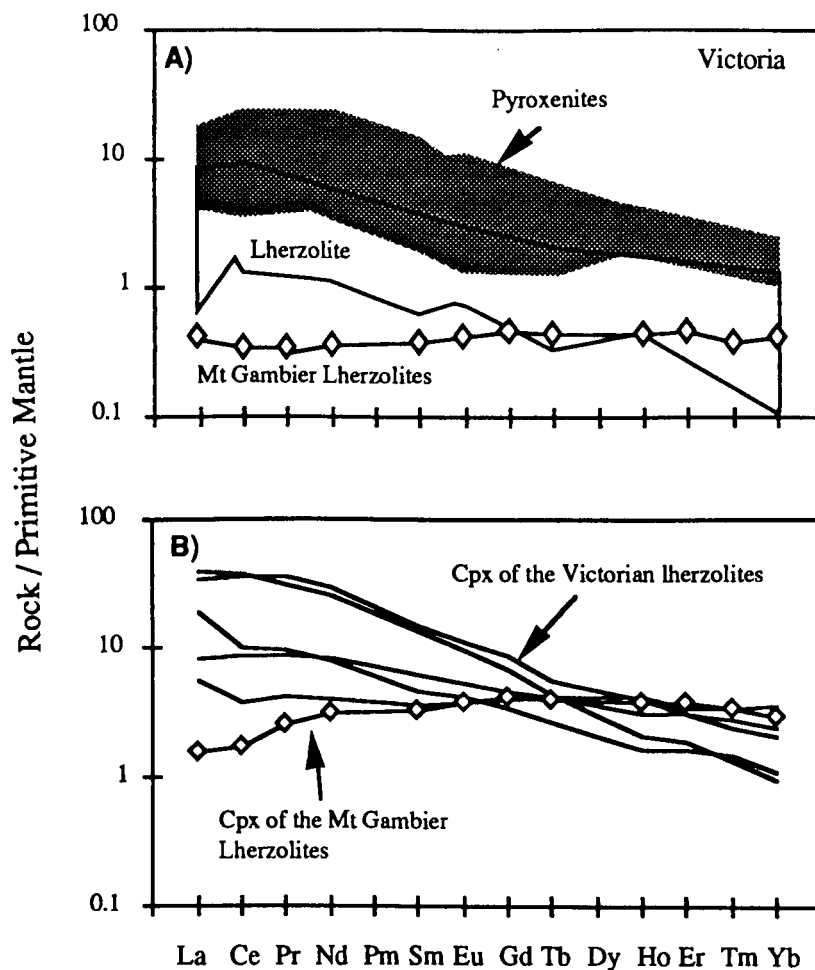 100
A)
Victoria
Pyroxenites
10
Lherzolite
1
Mt Gambier Lherzolites
0.1
Rock / Primitive Mantle
100
B)
Cpx of the Victorian lherzolites
10
1
Cpx of the Mt Gambier
Lherzolites
0.1
La Ce Pr Nd Pm Sm Eu Gd Tb Dy Ho Er Tm Yb